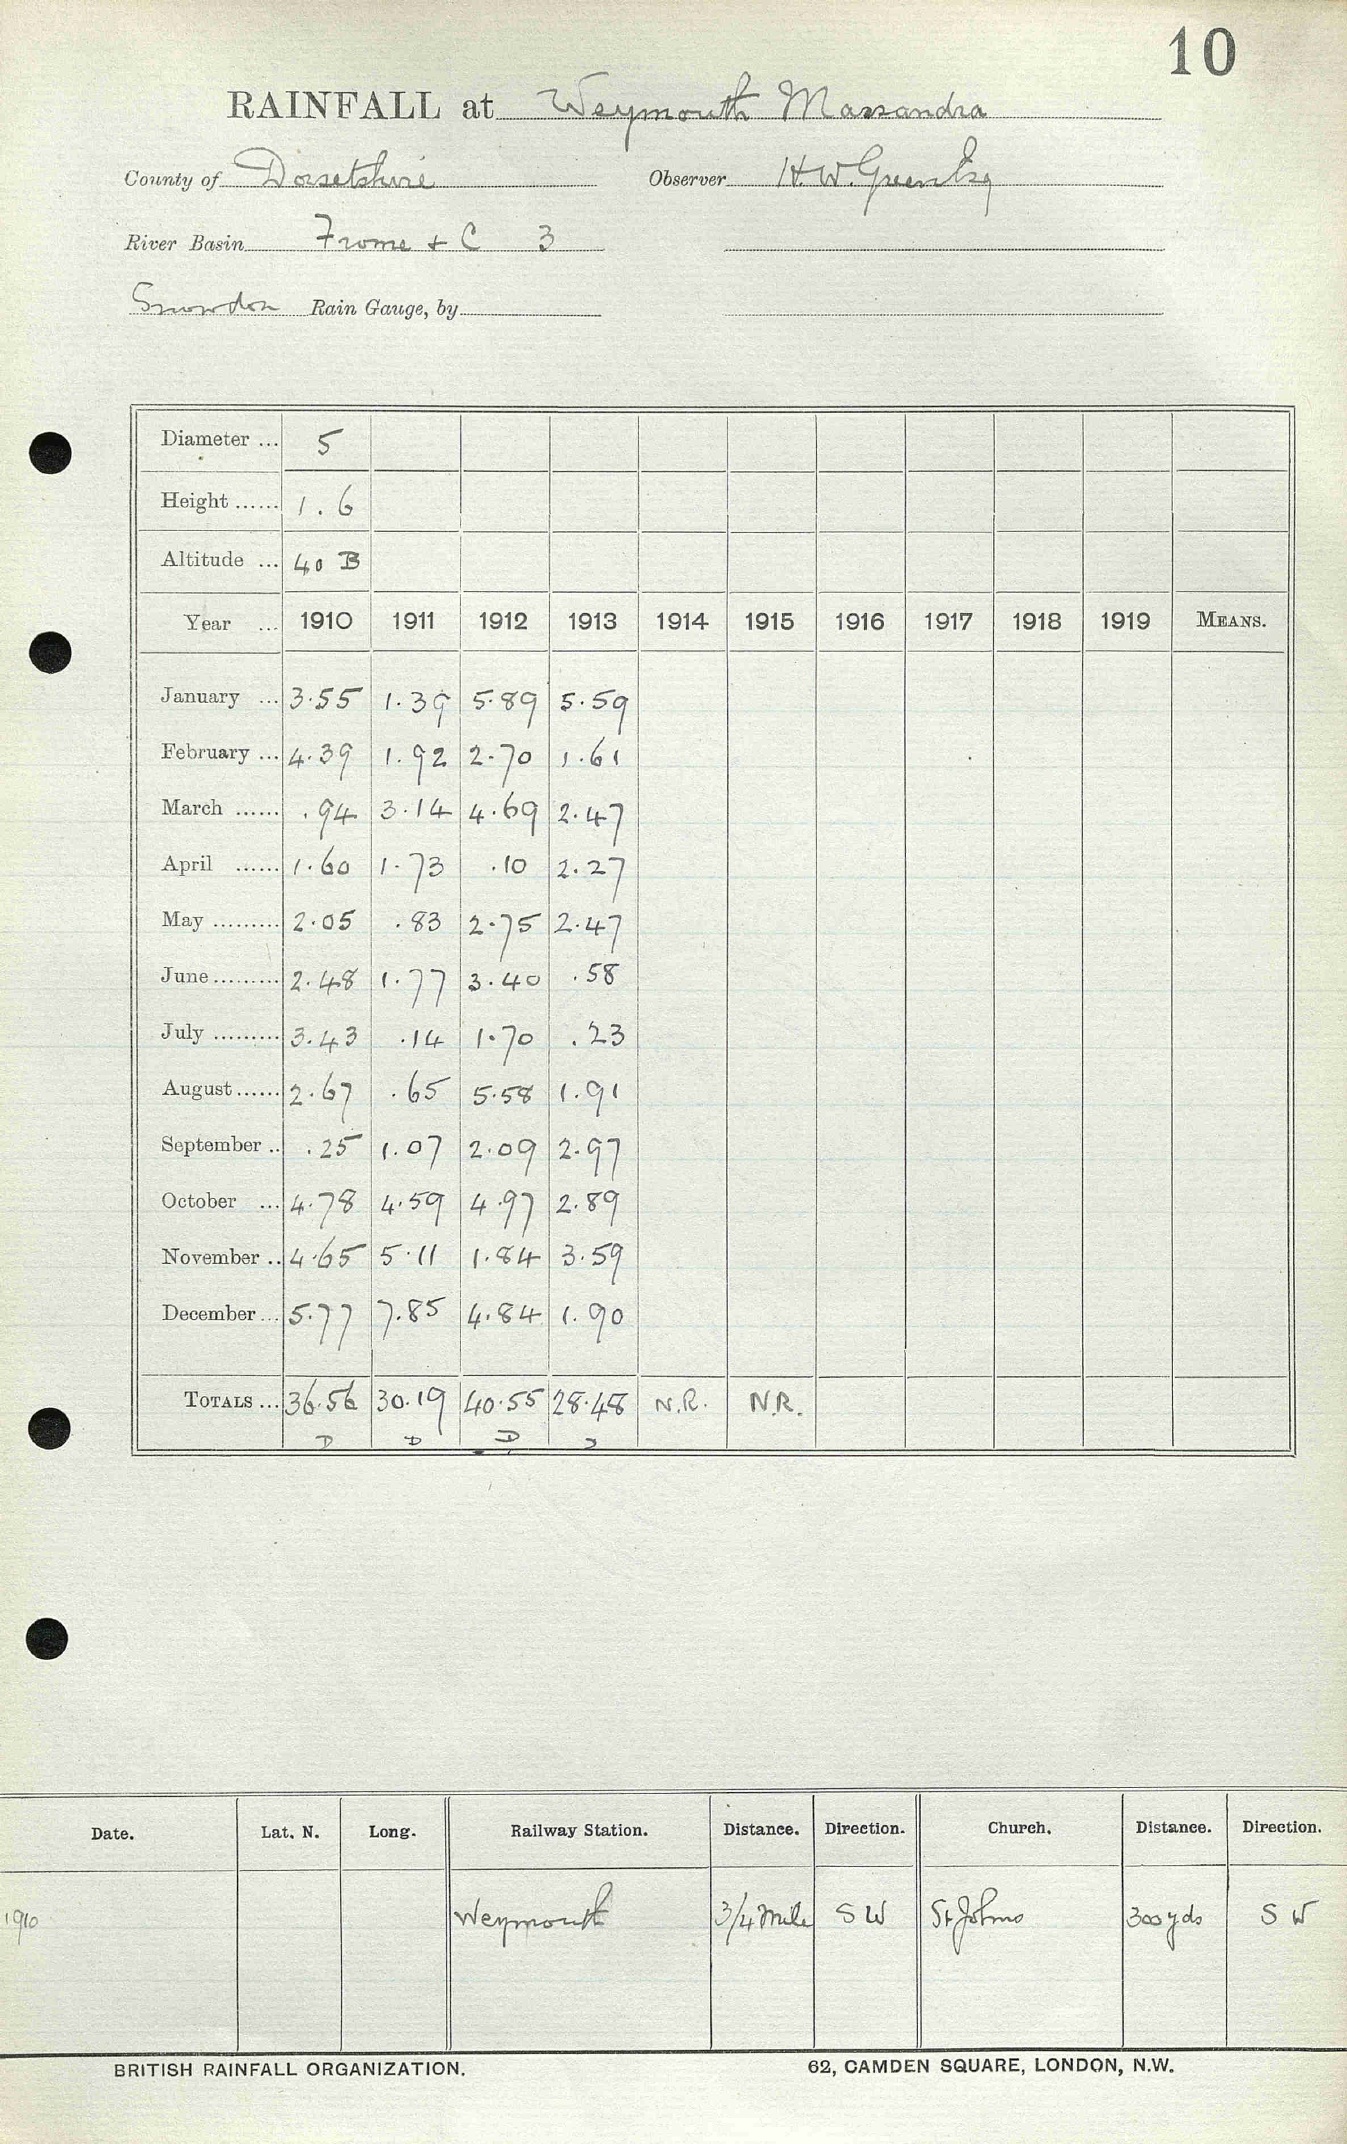 10
RAINFALL at Weymouth Massandra
County of Dorsetshire Observer H. W. Green Esq
River Basin Frome & C 3
Snowdon Rain Gauge, by
Diameter ... 5
Height ...... 1.6
Altitude ... 40 B
Year ... 1910 1911 1912 1913 1914 1915 1916 1917 1918 1919 MEANS.
January ... 3.55 1.39 5.89 5.59
February ... 4.39 1.92 2.70 1.61
March ...... .94 3.14 4.69 2.47
April ...... 1.60 1.73 .10 2.27
May ......... 2.05 .83 2.75 2.47
June ......... 2.48 1.77 3.40 .58
July ......... 3.43 .14 1.70 .23
August ...... 2.67 .65 5.58 1.91
September .. .25 1.07 2.09 2.97
October ... 4.78 4.59 4.97 2.89
November .. 4.65 5.11 1.84 3.59
December ... 5.77 7.85 4.84 1.90
TOTALS ... 36.56 30.19 40.55 28.48 N.R. N.R.
D D D
Date. Lat. N. Long. Railway Station. Distance. Direction. Church. Distance. Direction.
1910 Weymouth 3/4 Mile S W St Johns 300 yds S W
BRITISH RAINFALL ORGANIZATION. 62, CAMDEN SQUARE, LONDON, N.W.